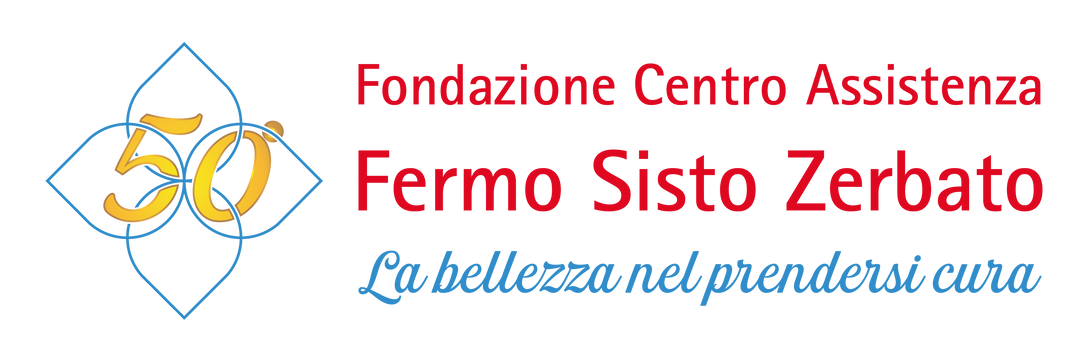 50°
Fondazione Centro Assistenza
Fermo Sisto Zerbato
La bellezza nel prendersi cura